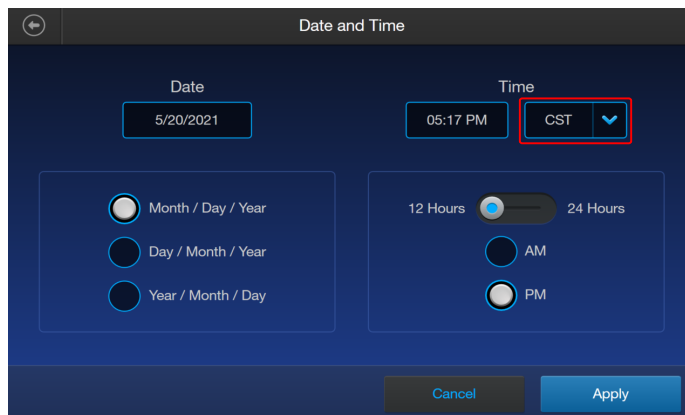 Date and Time
Date
Time
5/20/2021
05:17 PM
CST
Month / Day / Year
12 Hours
24 Hours
Day / Month / Year
AM
Year / Month / Day
PM
Cancel
Apply